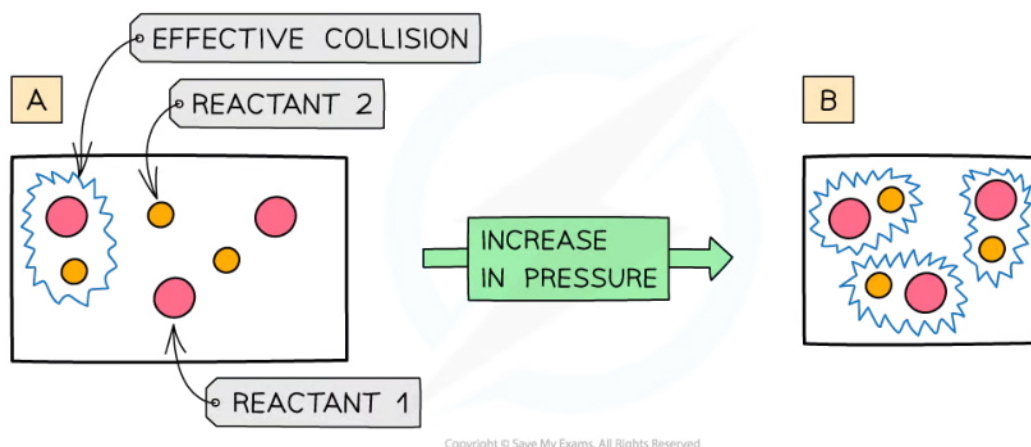 EFFECTIVE COLLISION
A
REACTANT 2
B
INCREASE
IN PRESSURE
REACTANT 1
Copyright © Save My Exams. All Rights Reserved